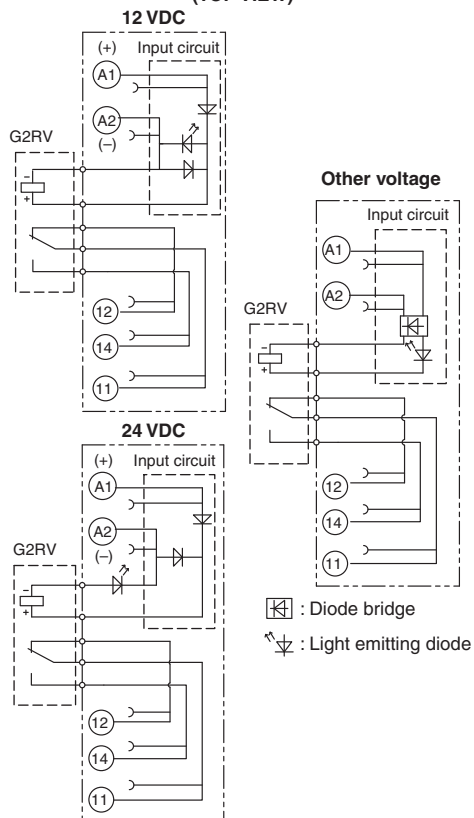 12 VDC
(+) Input circuit
A1
A2
(–)
G2RV
–
+
12
14
11
Other voltage
Input circuit
A1
A2
G2RV
–
+
12
14
11
: Diode bridge
: Light emitting diode
24 VDC
(+) Input circuit
A1
A2
(–)
G2RV
–
+
12
14
11